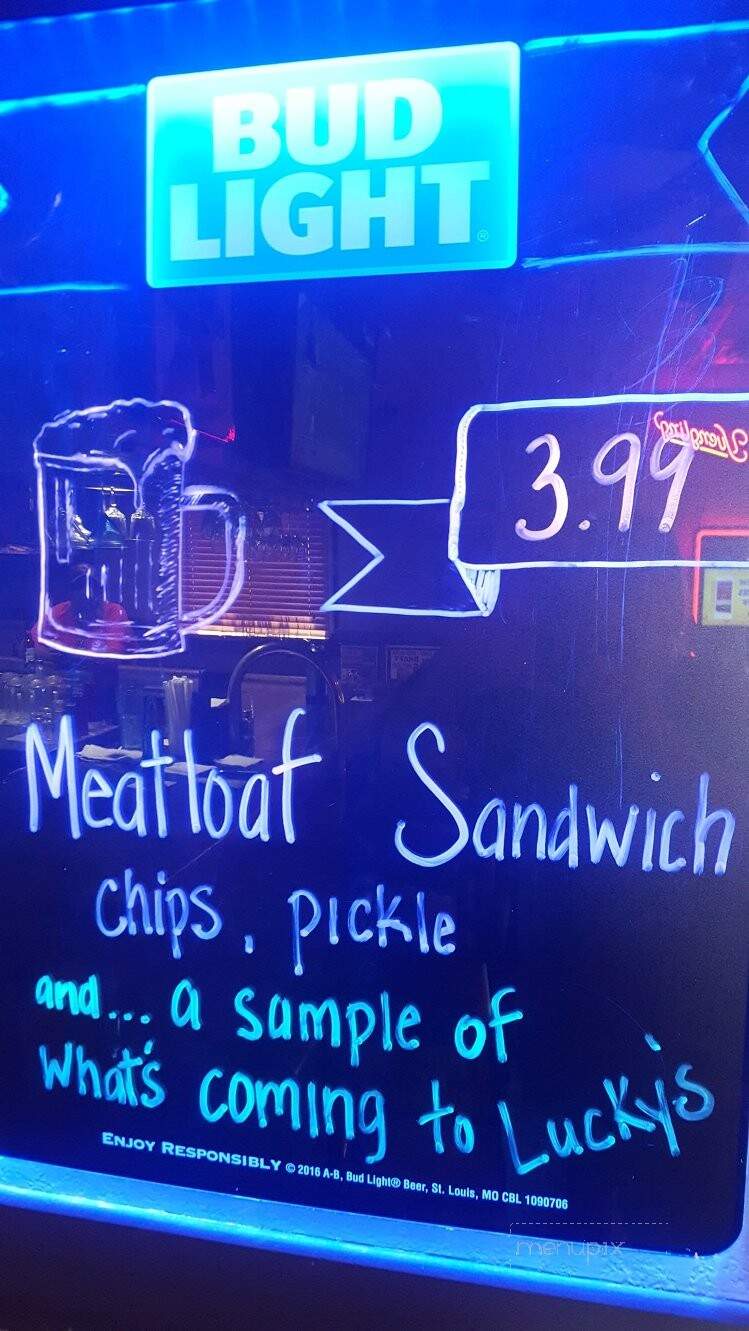 BUD
LIGHT®
3.99
Yuengling
Meatloaf Sandwich
chips, pickle
and... a sample of
what's coming to Lucky's
ENJOY RESPONSIBLY © 2016 A-B, Bud Light® Beer, St. Louis, MO CBL 1090706
menupix